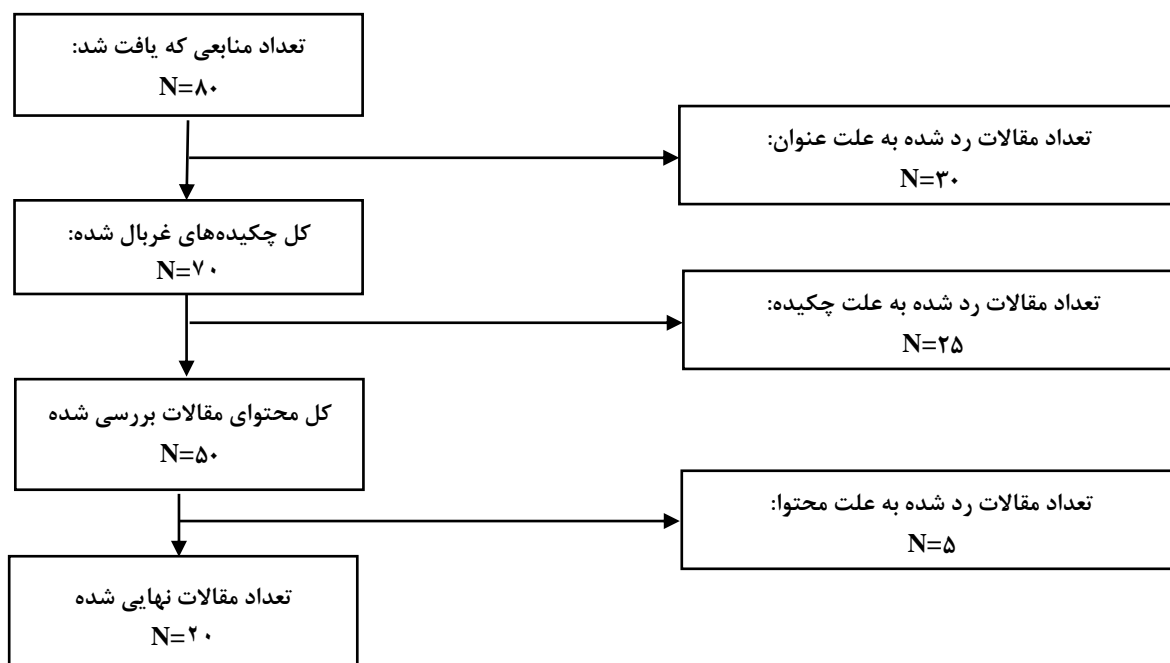 تعداد منابعی که یافت شد:
N=۸۰
تعداد مقالات رد شده به علت عنوان:
N=۳۰
کل چکیده‌های غربال شده:
N=۷۰
تعداد مقالات رد شده به علت چکیده:
N=۲۵
کل محتوای مقالات بررسی شده
N=۵۰
تعداد مقالات رد شده به علت محتوا:
N=۵
تعداد مقالات نهایی شده
N=۲۰